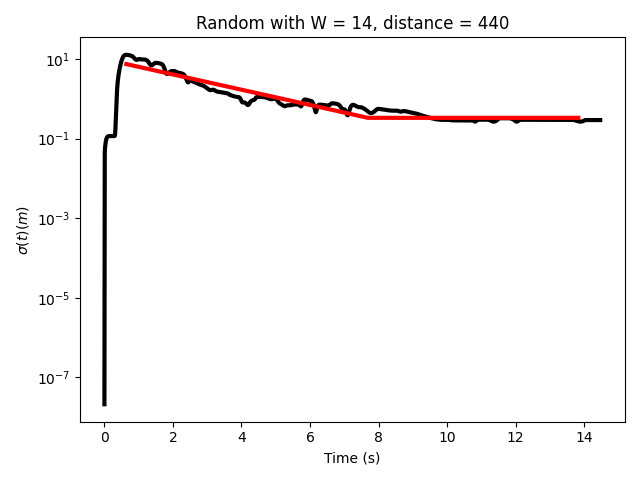 Random with W = 14, distance = 440
10¹
10⁻¹
10⁻³
10⁻⁵
10⁻⁷
σ(t)(m)
0 2 4 6 8 10 12 14
Time (s)